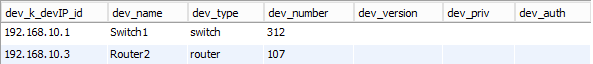 dev_k_devIP_id dev_name dev_type dev_number dev_version dev_priv dev_auth
192.168.10.1 Switch1 switch 312
192.168.10.3 Router2 router 107